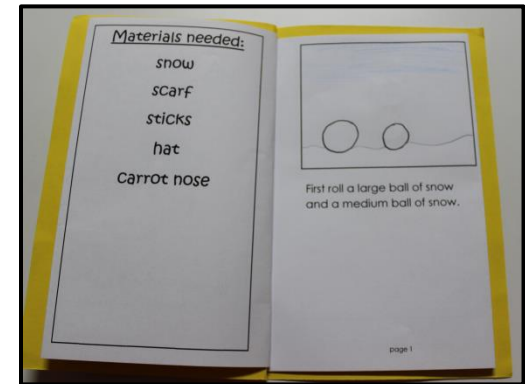 Materials needed:
snow
scarf
sticks
hat
carrot nose
First roll a large ball of snow
and a medium ball of snow.
page 1